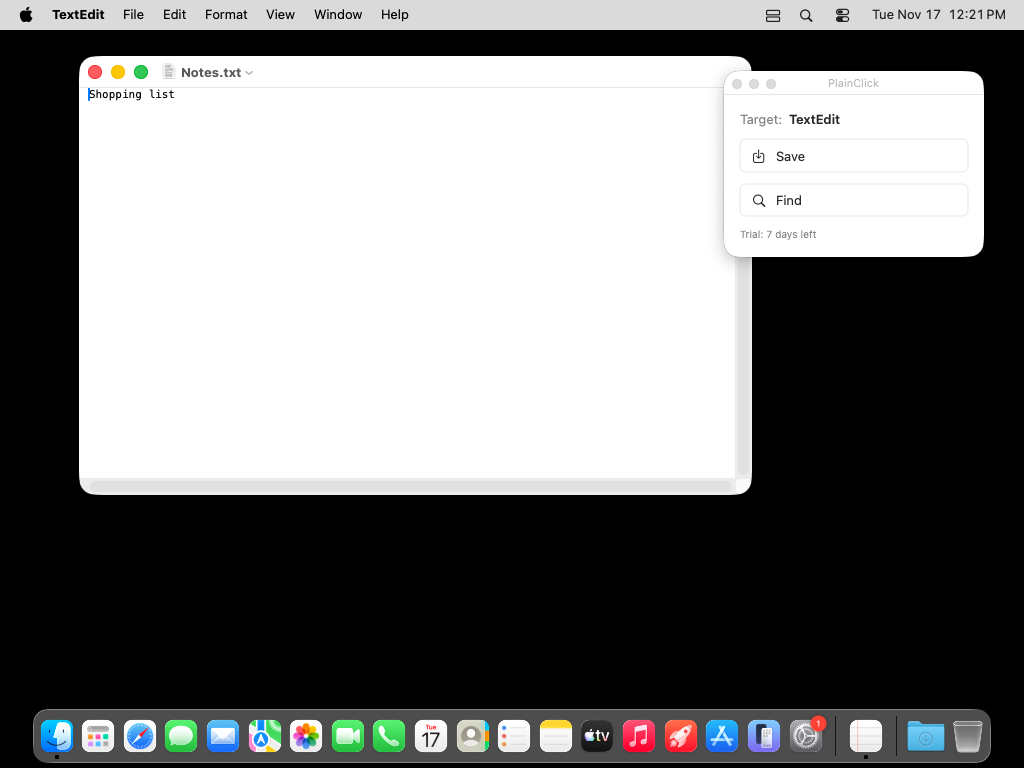 TextEdit File Edit Format View Window Help Tue Nov 17 12:21 PM
Notes.txt
Shopping list
PlainClick
Target: TextEdit
Save
Find
Trial: 7 days left
Tue
17
tv
1